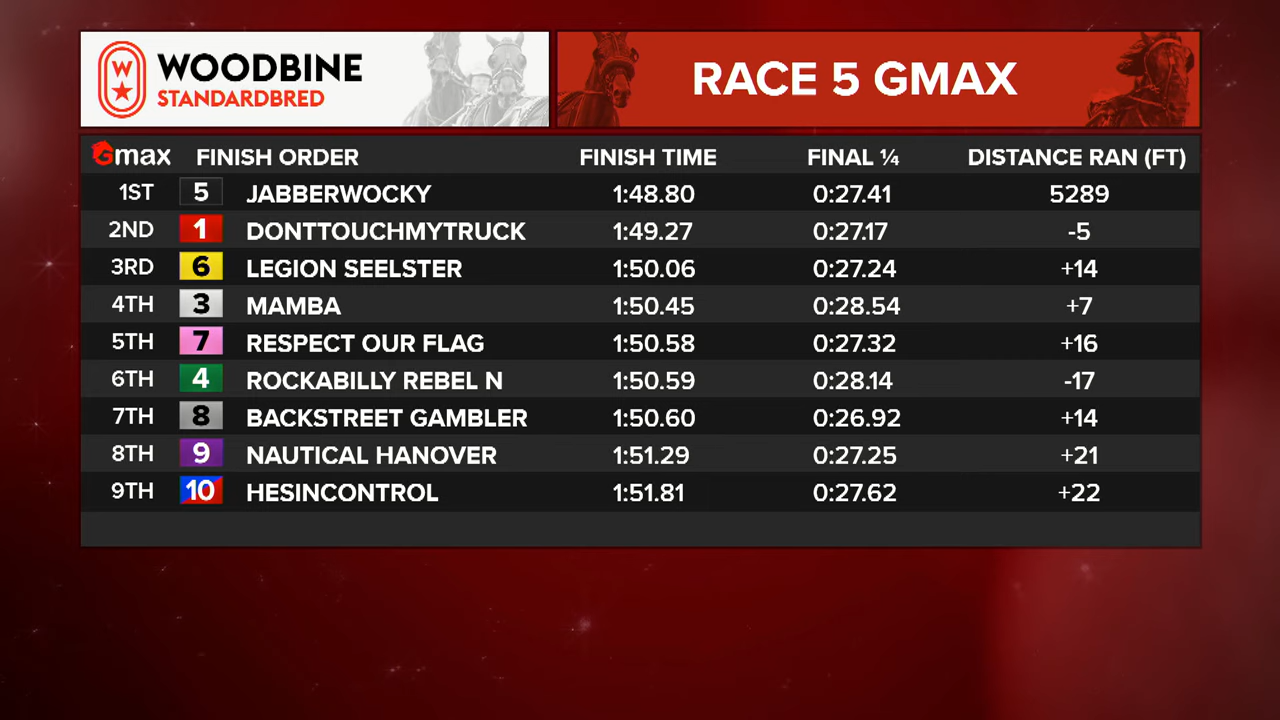 W
WOODBINE
STANDARDBRED
RACE 5 GMAX
Gmax FINISH ORDER FINISH TIME FINAL ¼ DISTANCE RAN (FT)
1ST 5 JABBERWOCKY 1:48.80 0:27.41 5289
2ND 1 DONTTOUCHMYTRUCK 1:49.27 0:27.17 -5
3RD 6 LEGION SEELSTER 1:50.06 0:27.24 +14
4TH 3 MAMBA 1:50.45 0:28.54 +7
5TH 7 RESPECT OUR FLAG 1:50.58 0:27.32 +16
6TH 4 ROCKABILLY REBEL N 1:50.59 0:28.14 -17
7TH 8 BACKSTREET GAMBLER 1:50.60 0:26.92 +14
8TH 9 NAUTICAL HANOVER 1:51.29 0:27.25 +21
9TH 10 HESINCONTROL 1:51.81 0:27.62 +22